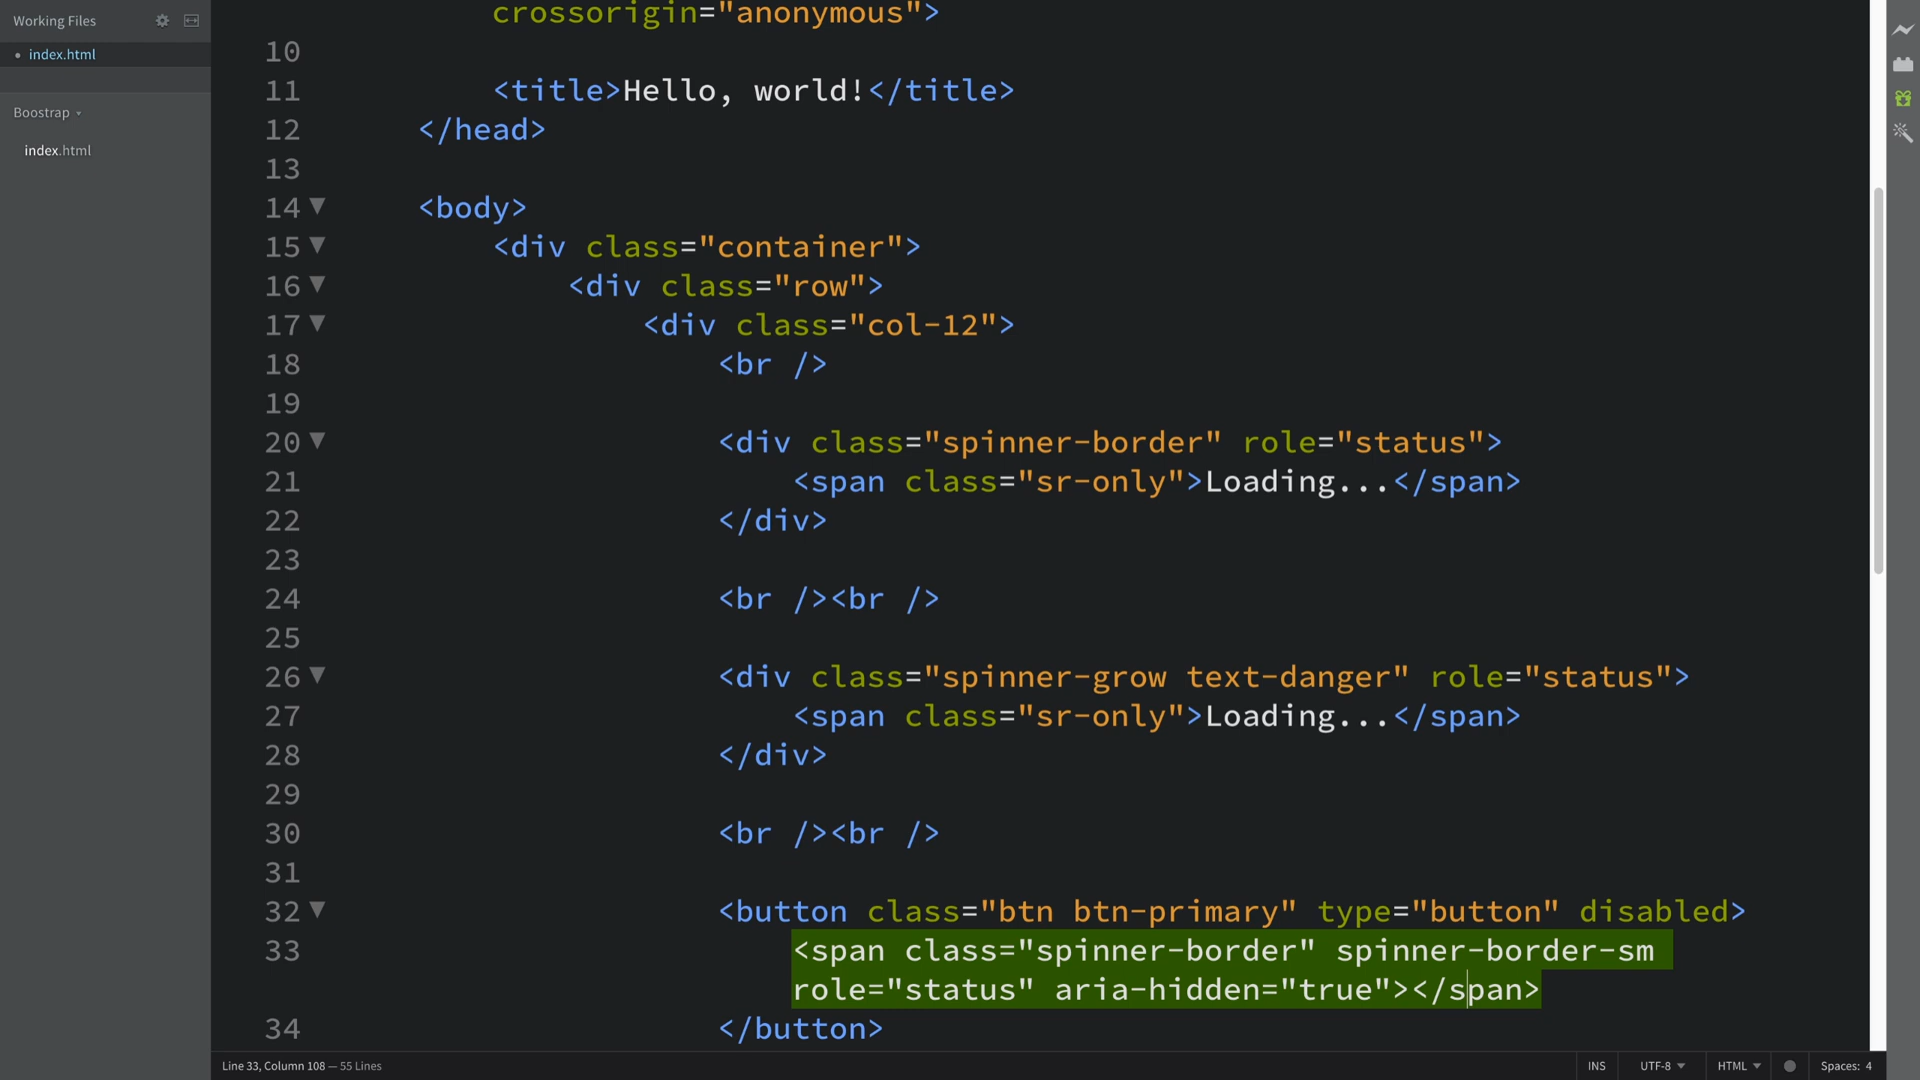 Working Files
index.html
Boostrap
index.html
crossorigin="anonymous">
10
11 <title>Hello, world!</title>
12 </head>
13
14 <body>
15 <div class="container">
16 <div class="row">
17 <div class="col-12">
18 <br />
19
20 <div class="spinner-border" role="status">
21 <span class="sr-only">Loading...</span>
22 </div>
23
24 <br /><br />
25
26 <div class="spinner-grow text-danger" role="status">
27 <span class="sr-only">Loading...</span>
28 </div>
29
30 <br /><br />
31
32 <button class="btn btn-primary" type="button" disabled>
33 <span class="spinner-border" spinner-border-sm
role="status" aria-hidden="true"></span>
34 </button>
Line 33, Column 108 — 55 Lines
INS UTF-8 HTML Spaces: 4